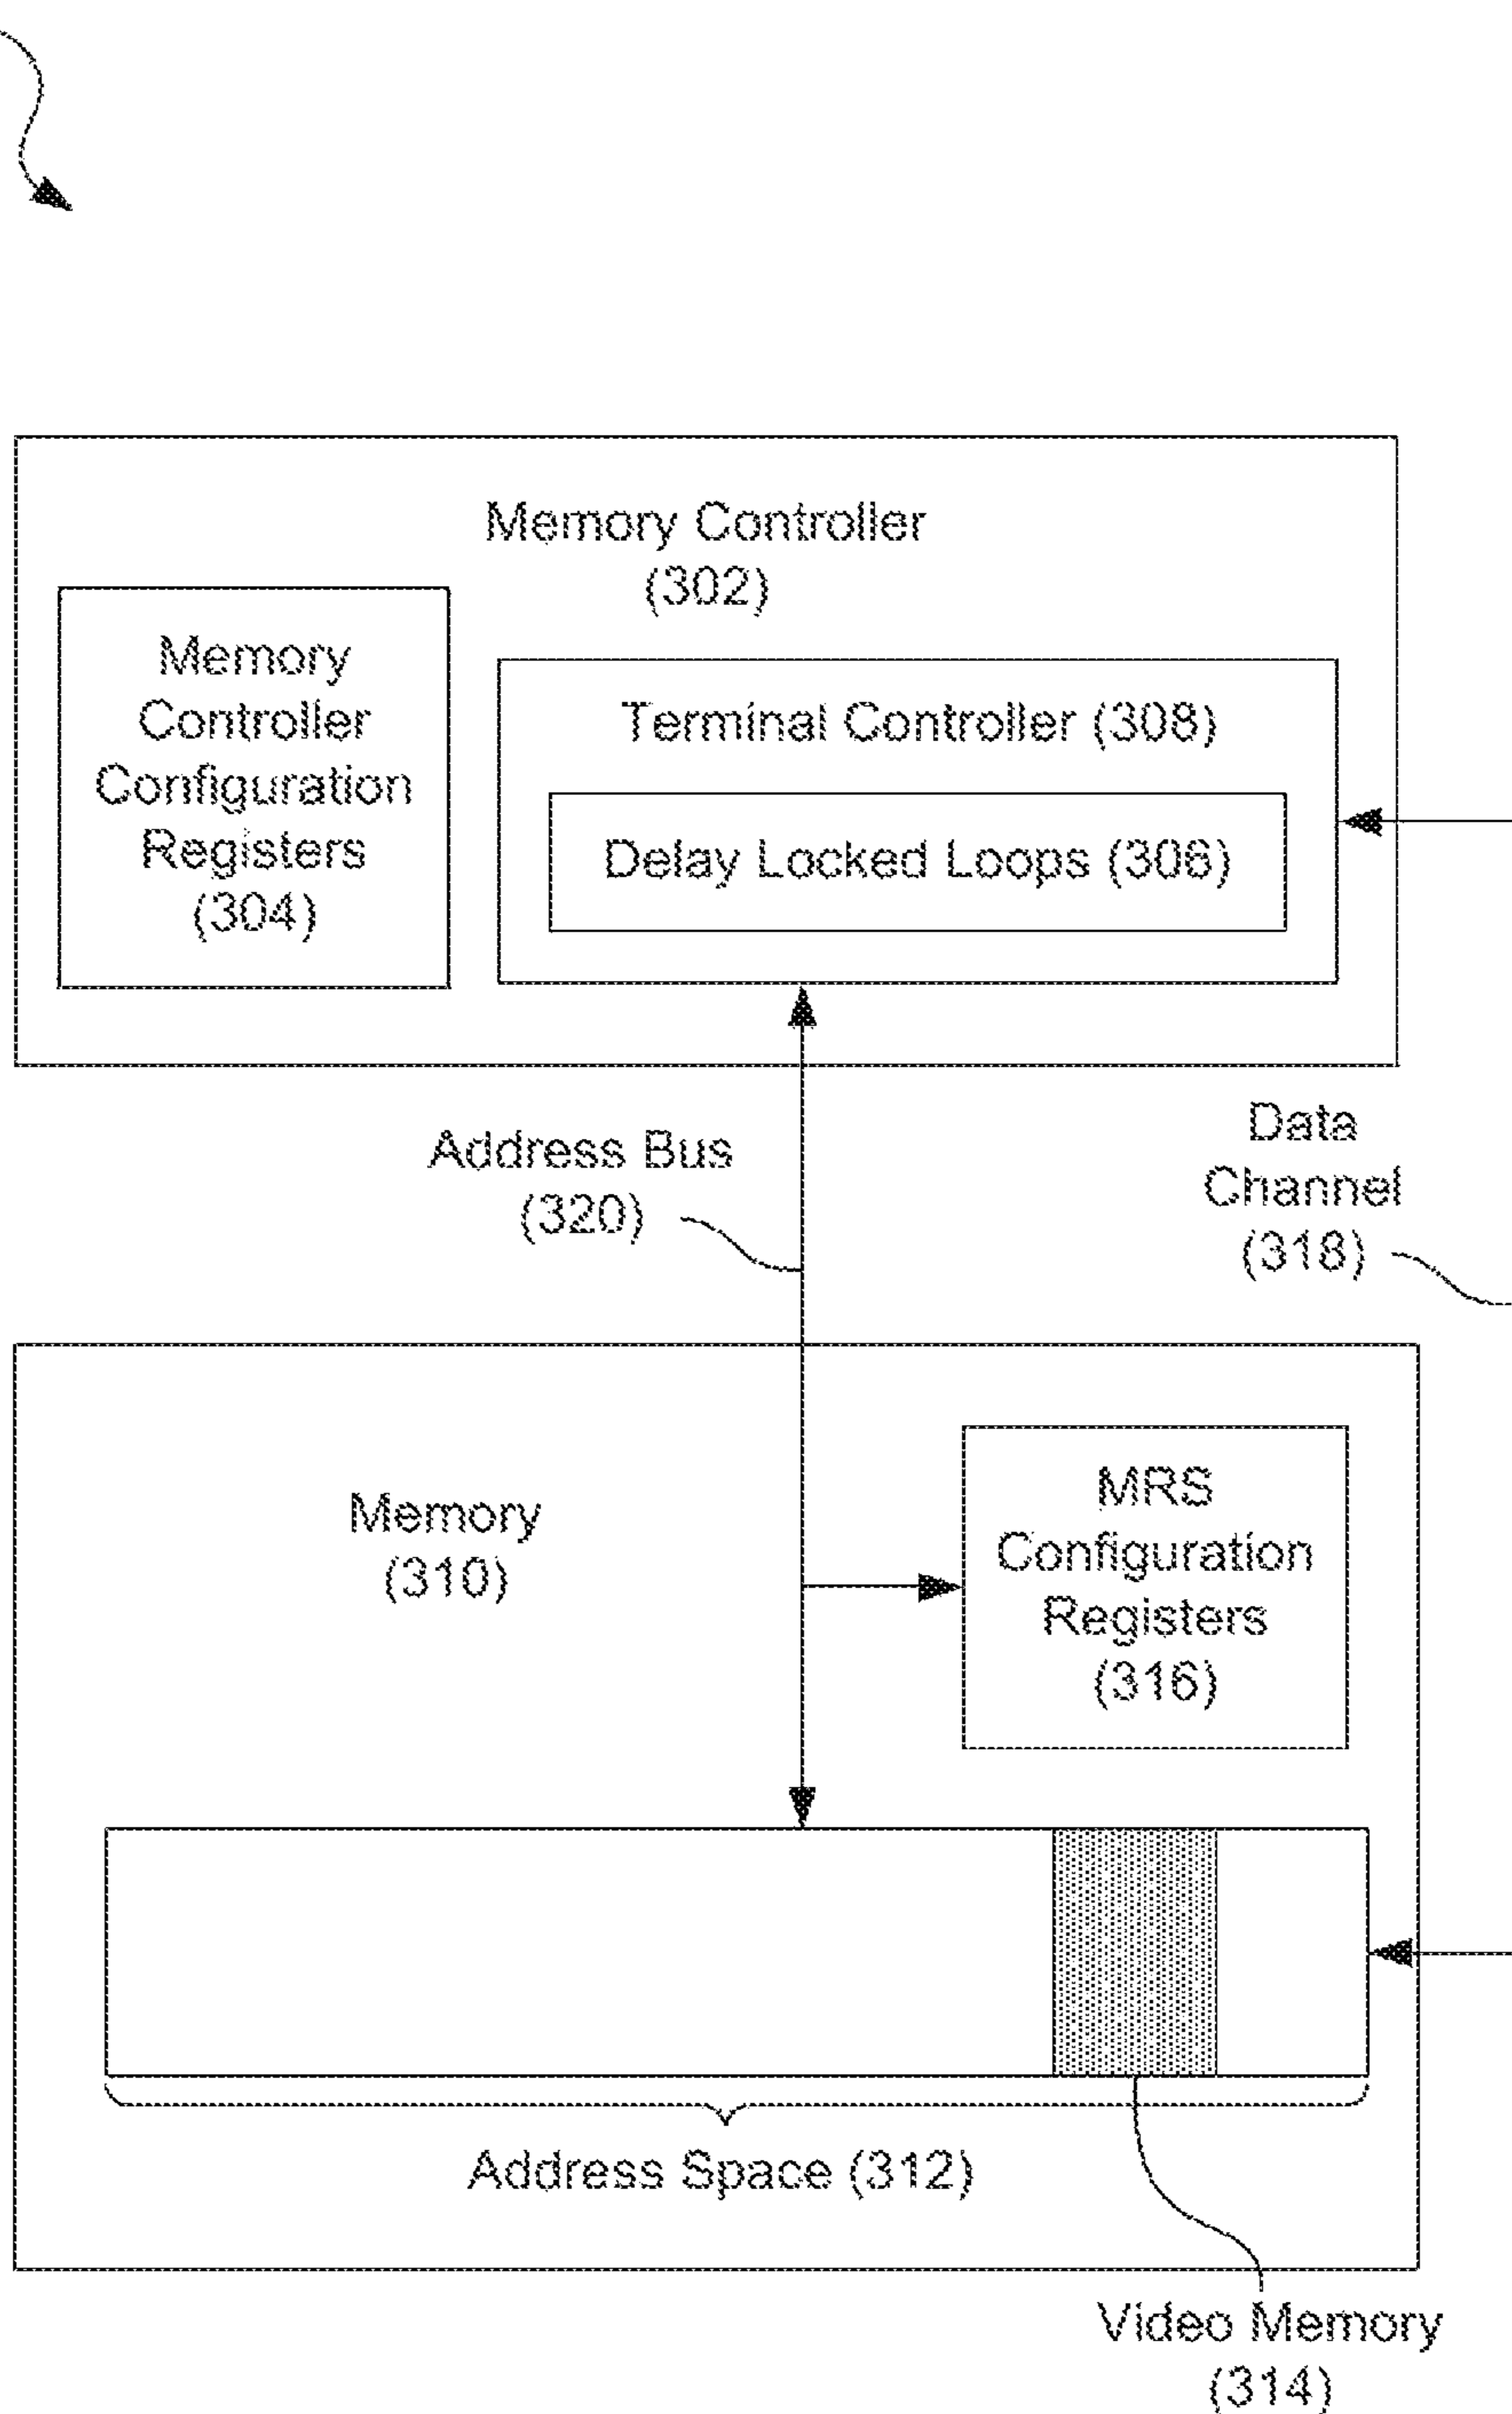 Memory Controller
(302)
Memory
Controller
Configuration
Registers
(304)
Terminal Controller (308)
Delay Locked Loops (306)
Address Bus
(320)
Data
Channel
(318)
Memory
(310)
MRS
Configuration
Registers
(316)
Address Space (312)
Video Memory
(314)